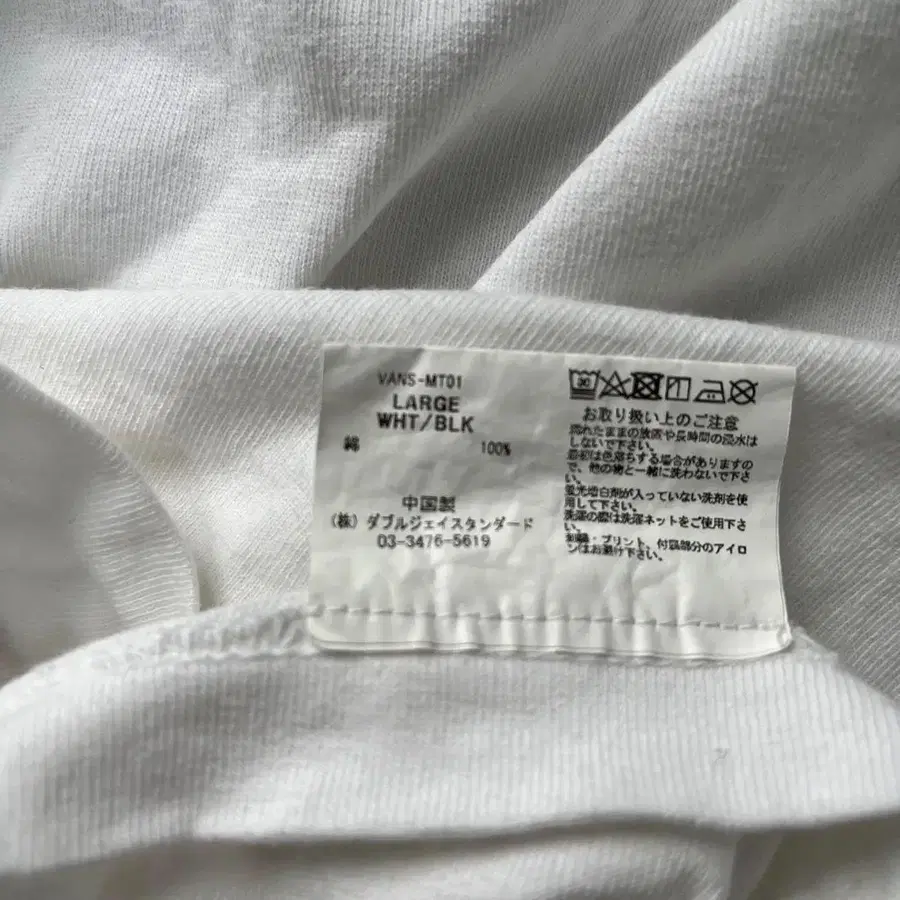 VANS-MT01
LARGE
WHT/BLK
綿 100%
中国製
(株) ダブルジェイスタンダード
03-3476-5619
30
お取り扱い上のご注意
濡れたままの放置や長時間の浸水は
しないで下さい。
最初は色落ちする場合がありますの
で、他の物と一緒に洗わないで下さ
い。
蛍光増白剤が入っていない洗剤を使
用して下さい。
洗濯の際は洗濯ネットをご使用下さ
い。
刺繍・プリント、付属部分のアイロ
ンはお避け下さい。